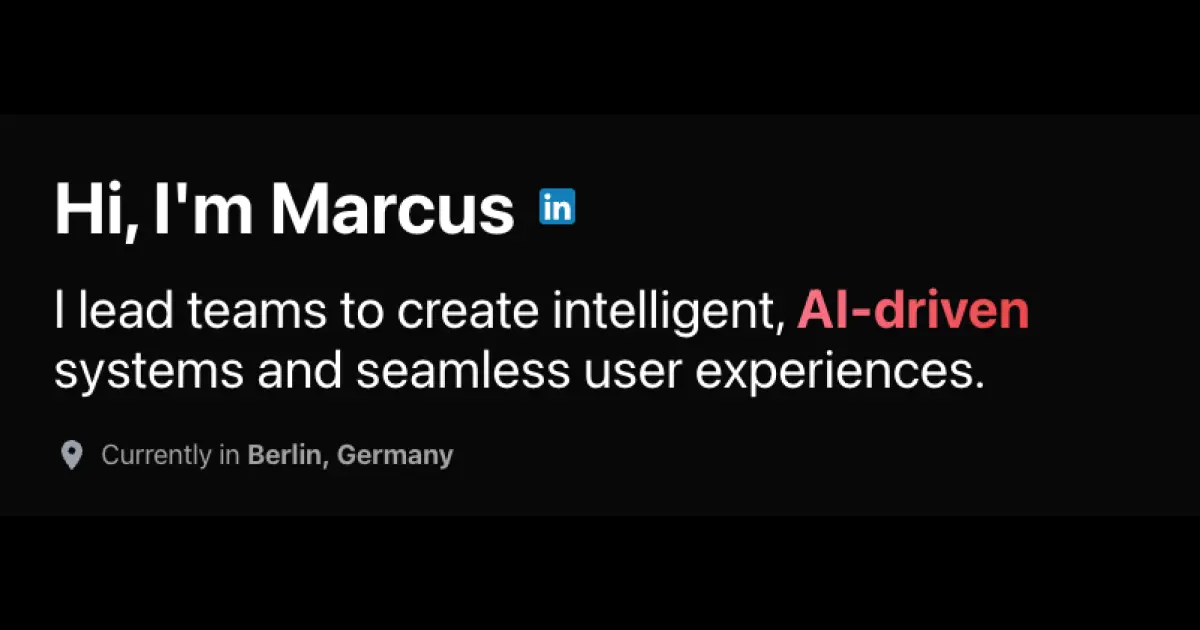 Hi, I'm Marcus in
I lead teams to create intelligent, AI-driven
systems and seamless user experiences.
Currently in Berlin, Germany